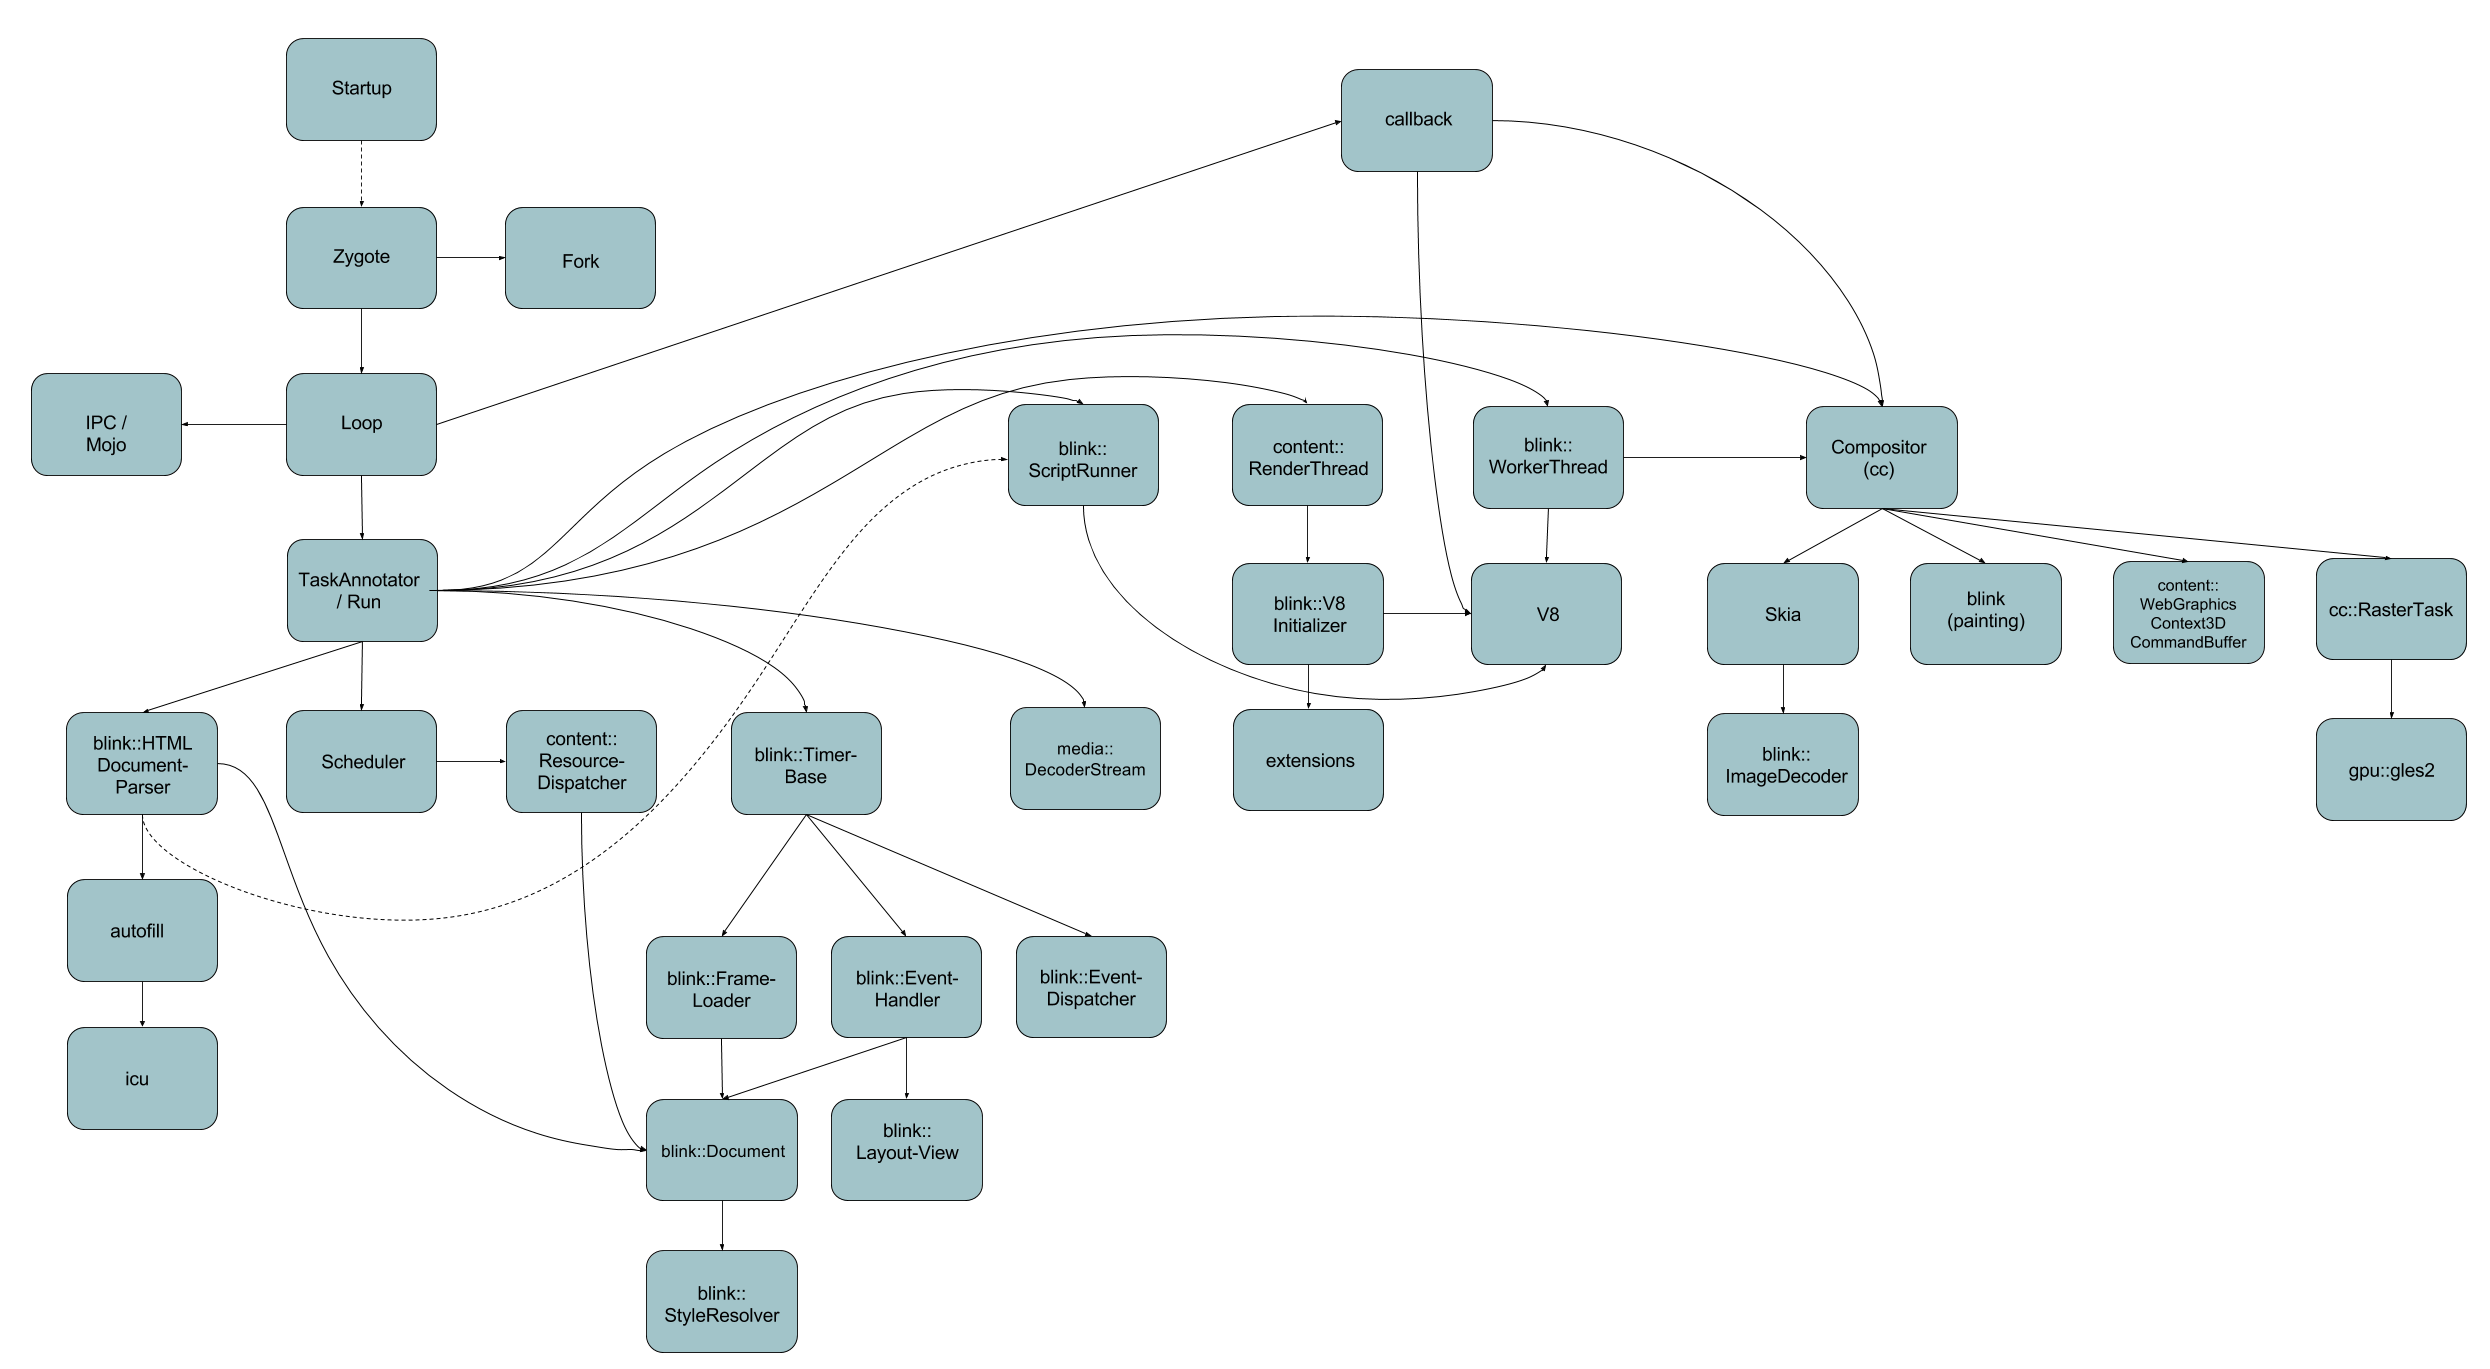 Startup
callback
Zygote
Fork
IPC /
Mojo
Loop
blink::
ScriptRunner
content::
RenderThread
blink::
WorkerThread
Compositor
(cc)
TaskAnnotator
/ Run
blink::V8
Initializer
V8
Skia
blink
(painting)
content::
WebGraphics
Context3D
CommandBuffer
cc::RasterTask
blink::HTML
Document-
Parser
Scheduler
content::
Resource-
Dispatcher
blink::Timer-
Base
media::
DecoderStream
extensions
blink::
ImageDecoder
gpu::gles2
autofill
blink::Frame-
Loader
blink::Event-
Handler
blink::Event-
Dispatcher
icu
blink::Document
blink::
Layout-View
blink::
StyleResolver